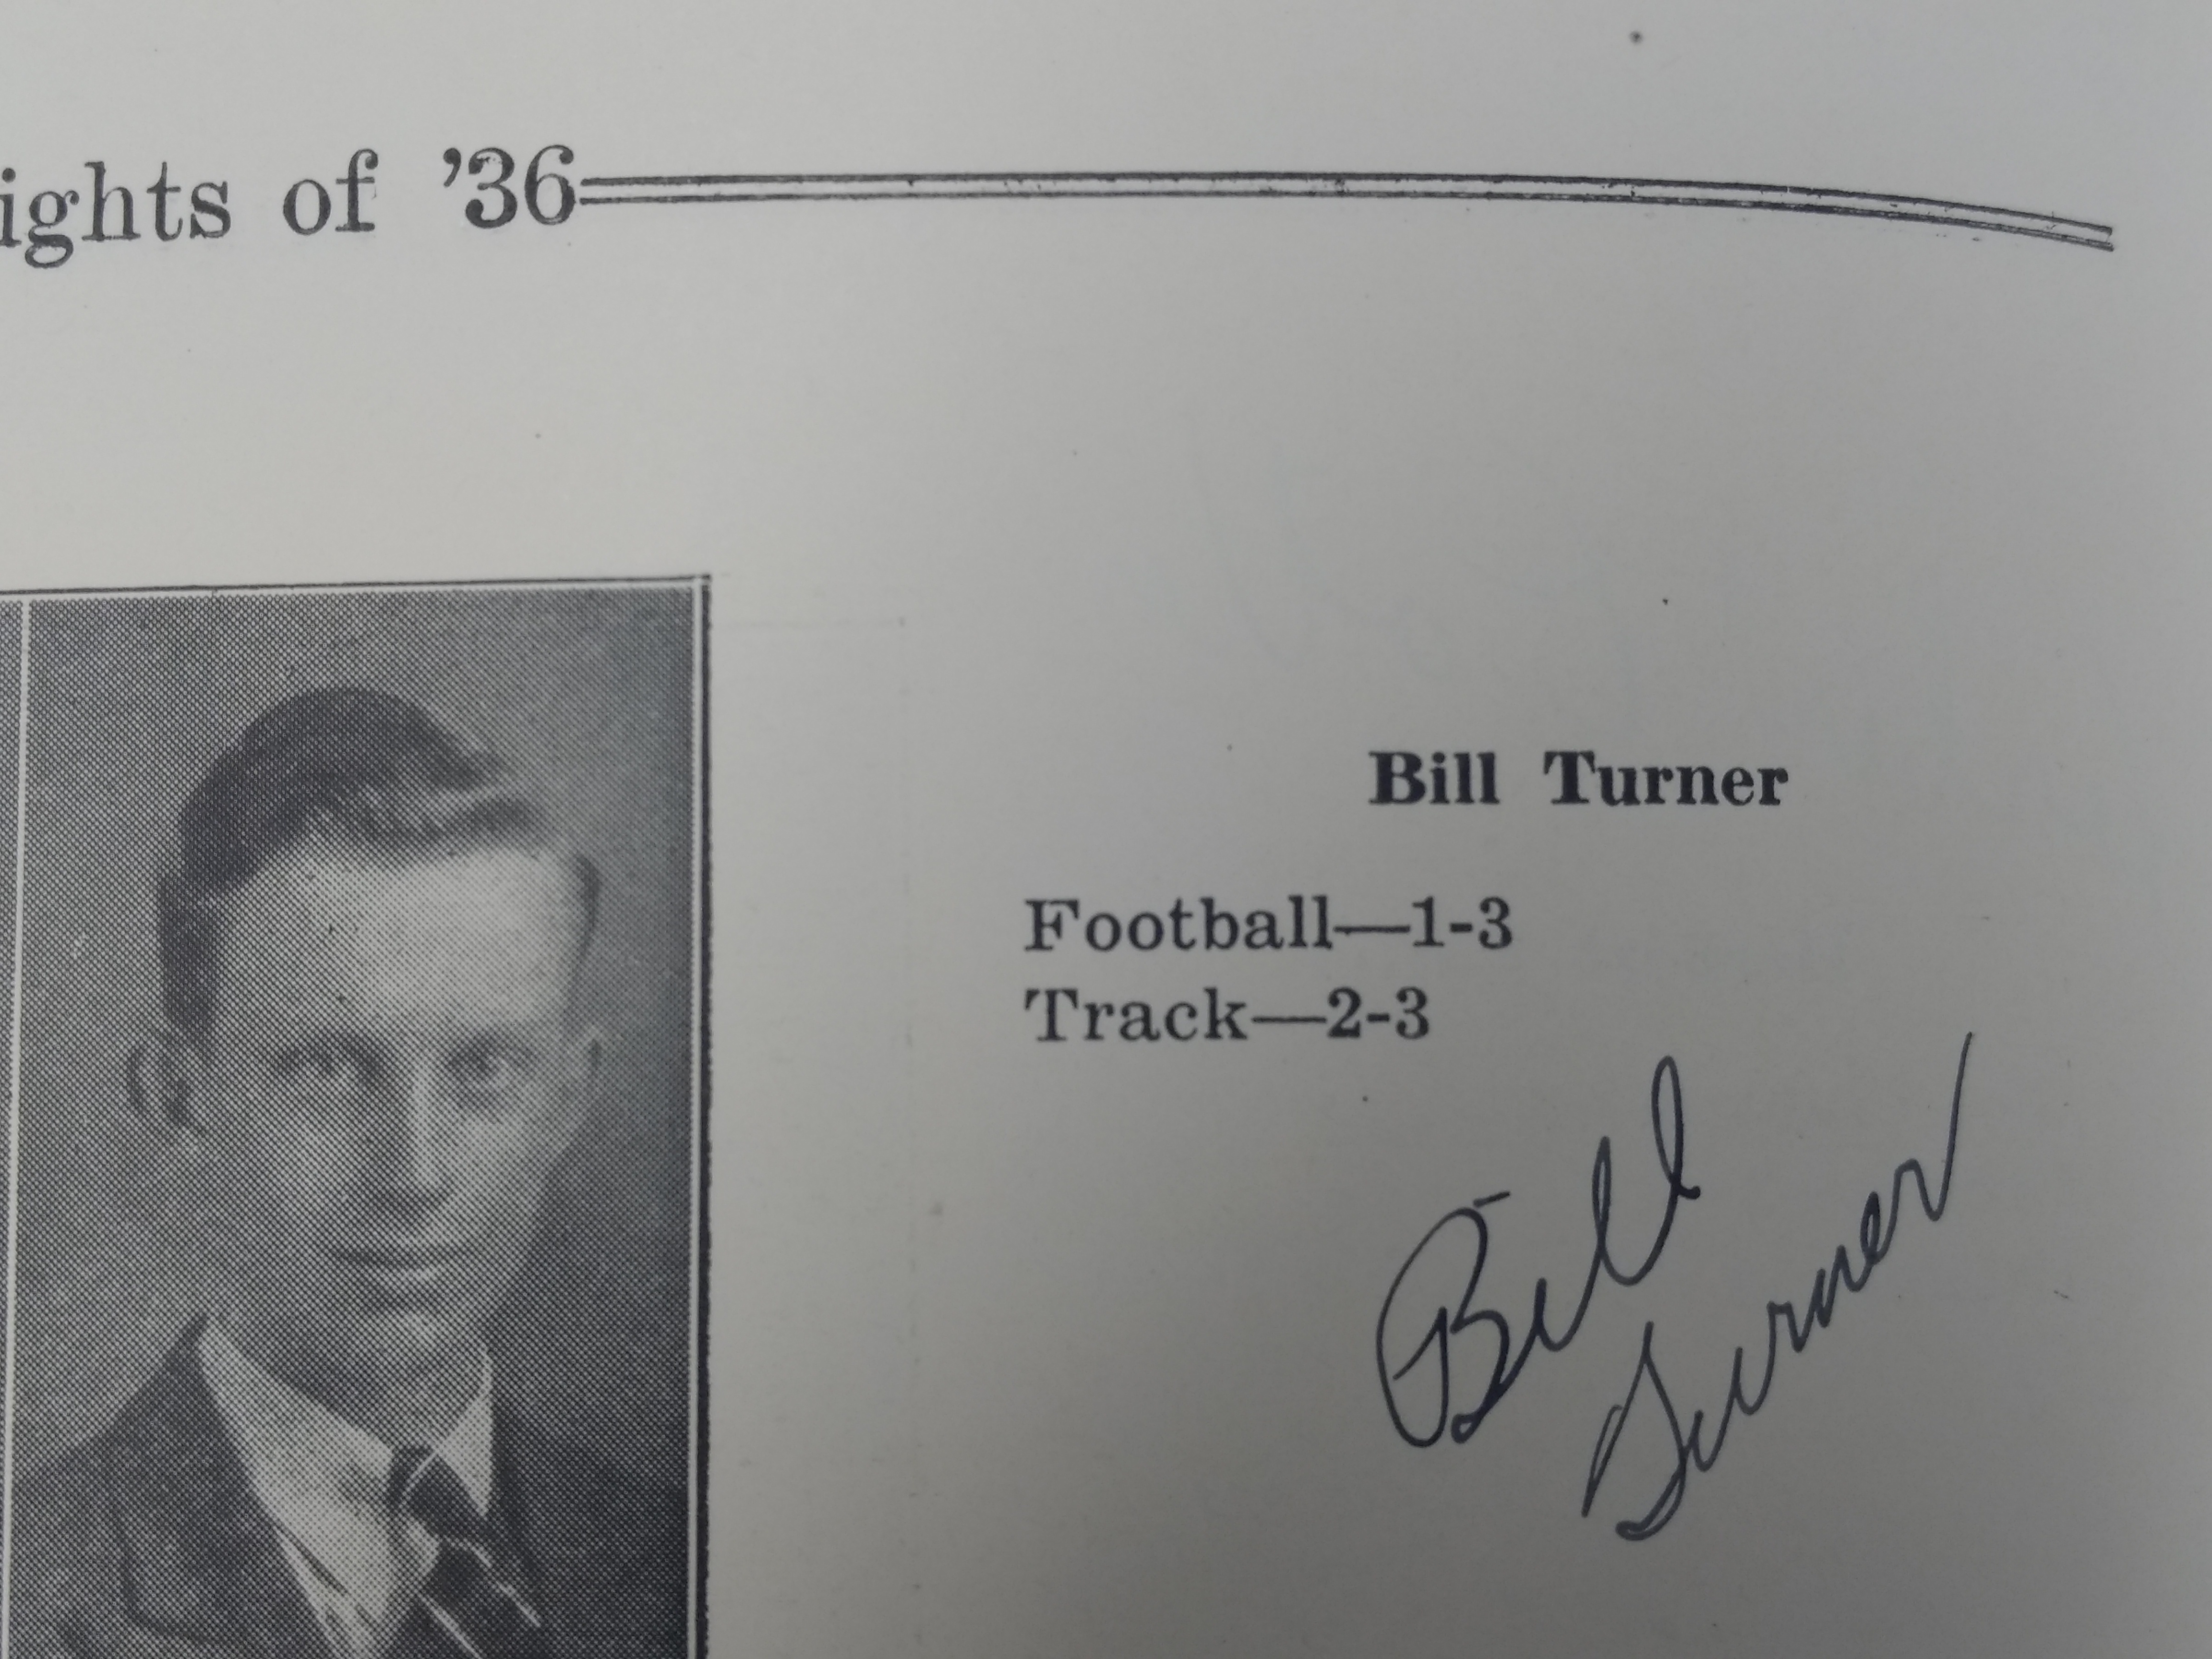 ights of '36
Bill Turner
Football—1-3
Track—2-3
Bill
Turner